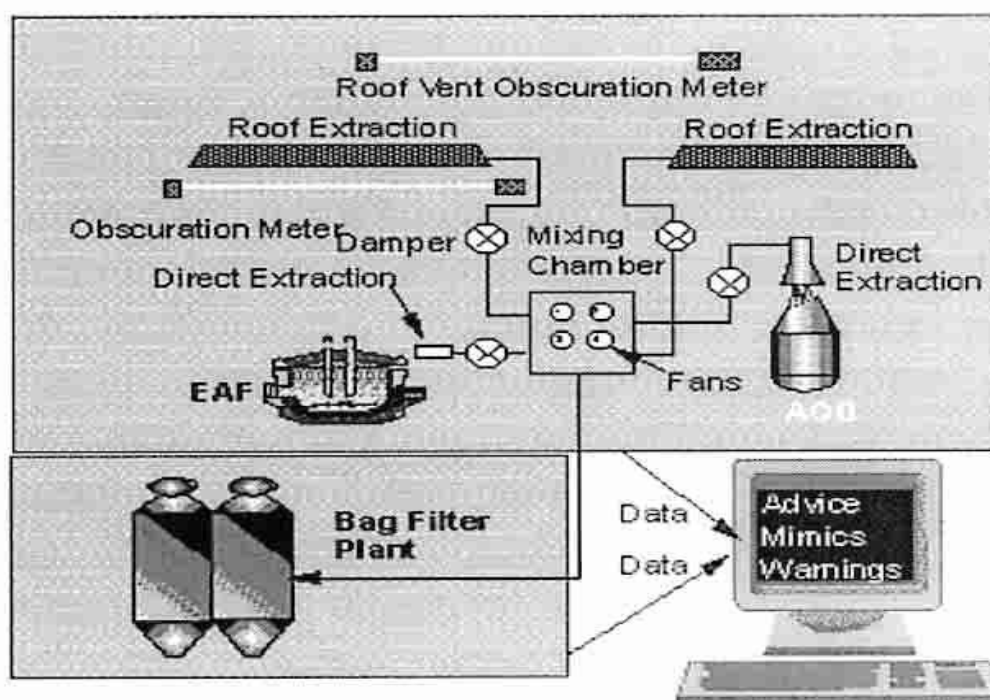 Roof Vent Obscuration Meter
Roof Extraction
Roof Extraction
Obscuration Meter
Damper
Mixing
Chamber
Direct
Extraction
Direct Extraction
EAF
Fans
AOD
Bag Filter
Plant
Data
Data
Advice
Mimics
Warnings